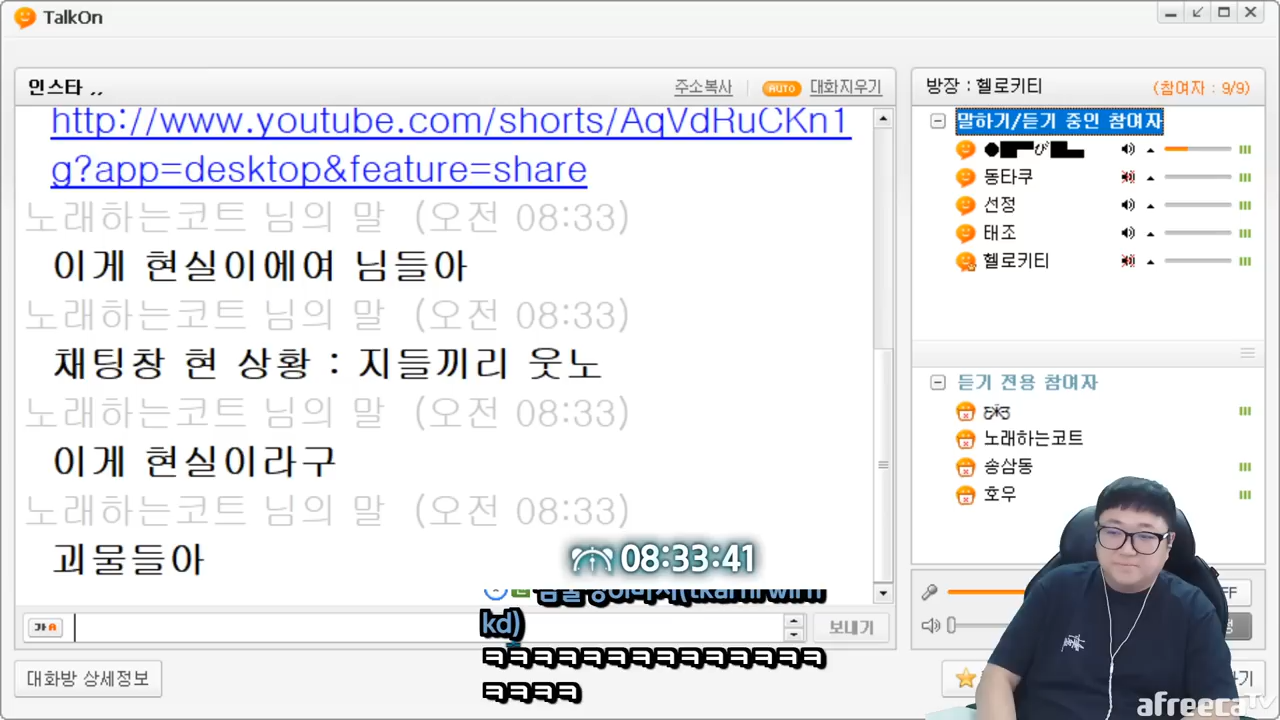 TalkOn
인스타 ,,
주소복사
AUTO
대화지우기
http://www.youtube.com/shorts/AqVdRuCKn1
g?app=desktop&feature=share
노래하는코트 님의 말 (오전 08:33)
이게 현실이에여 님들아
노래하는코트 님의 말 (오전 08:33)
채팅창 현 상황 : 지들끼리 웃노
노래하는코트 님의 말 (오전 08:33)
이게 현실이라구
노래하는코트 님의 말 (오전 08:33)
괴물들아
08:33:41
kd)
ㅋㅋㅋㅋㅋㅋㅋㅋㅋㅋㅋㅋㅋ
ㅋㅋㅋㅋ
가A
보내기
대화방 상세정보
방장 : 헬로키티
(참여자 : 9/9)
말하기/듣기 중인 참여자
동타쿠
선정
태조
헬로키티
듣기 전용 참여자
노래하는코트
송삼동
호우
afreecaTV